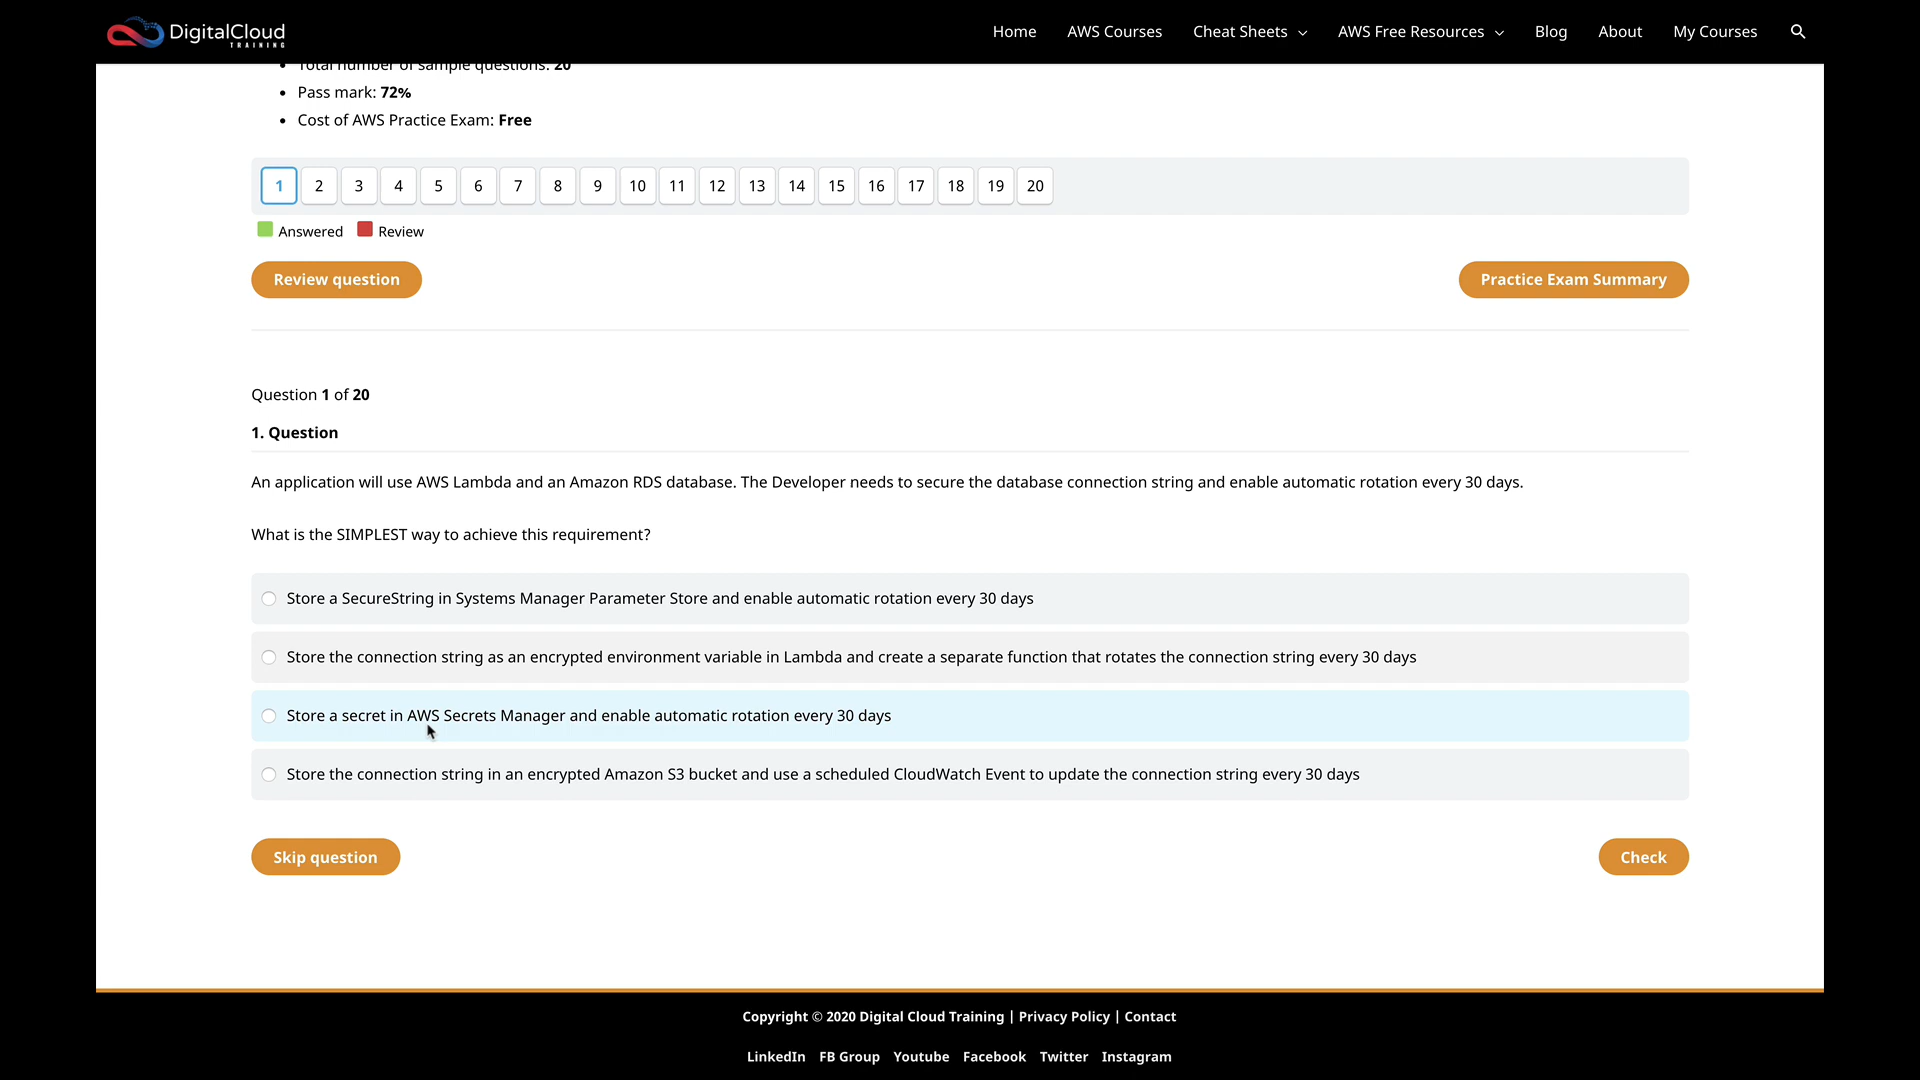 DigitalCloud
TRAINING
Home
AWS Courses
Cheat Sheets
AWS Free Resources
Blog
About
My Courses
Total number of sample questions: 20
Pass mark: 72%
Cost of AWS Practice Exam: Free
1 2 3 4 5 6 7 8 9 10 11 12 13 14 15 16 17 18 19 20
Answered
Review
Review question
Practice Exam Summary
Question 1 of 20
1. Question
An application will use AWS Lambda and an Amazon RDS database. The Developer needs to secure the database connection string and enable automatic rotation every 30 days.
What is the SIMPLEST way to achieve this requirement?
Store a SecureString in Systems Manager Parameter Store and enable automatic rotation every 30 days
Store the connection string as an encrypted environment variable in Lambda and create a separate function that rotates the connection string every 30 days
Store a secret in AWS Secrets Manager and enable automatic rotation every 30 days
Store the connection string in an encrypted Amazon S3 bucket and use a scheduled CloudWatch Event to update the connection string every 30 days
Skip question
Check
Copyright © 2020 Digital Cloud Training | Privacy Policy | Contact
LinkedIn FB Group Youtube Facebook Twitter Instagram